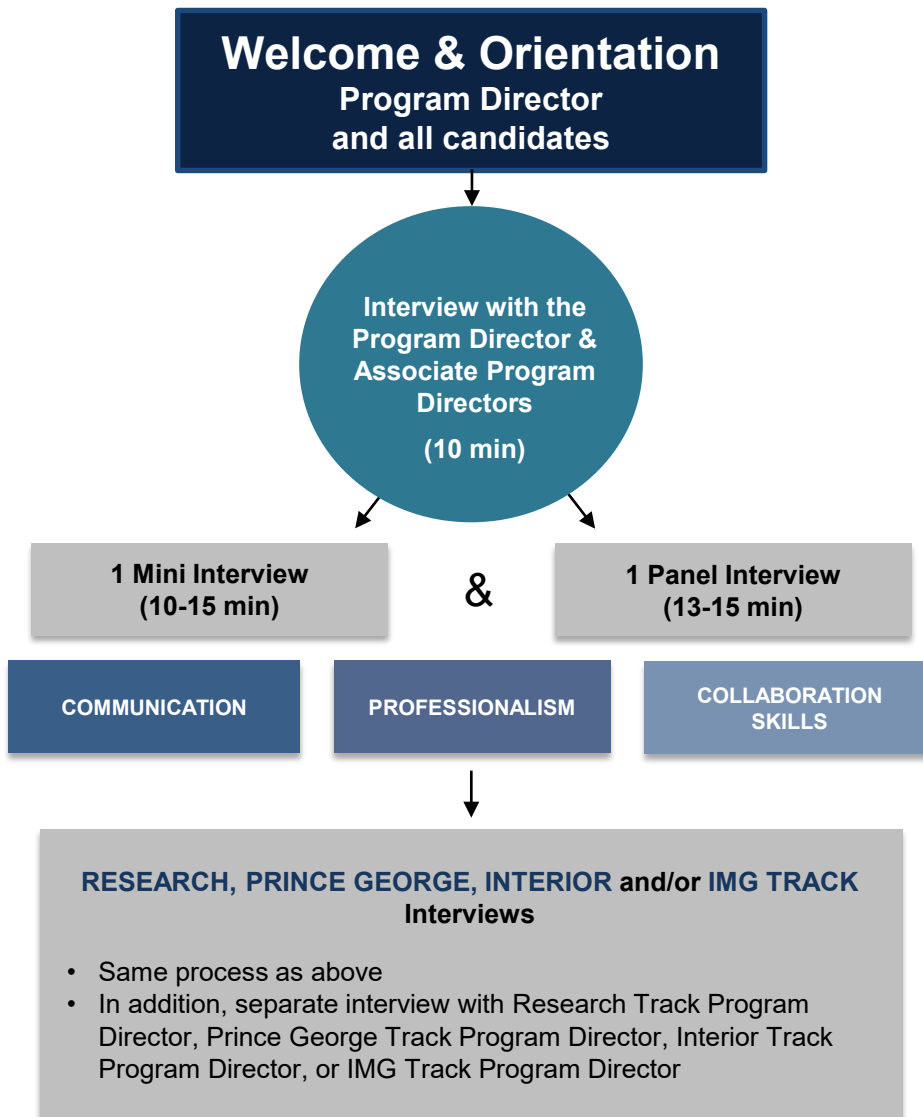 Welcome & Orientation
Program Director
and all candidates
Interview with the
Program Director &
Associate Program
Directors
(10 min)
1 Mini Interview
(10-15 min)
&
1 Panel Interview
(13-15 min)
COMMUNICATION
PROFESSIONALISM
COLLABORATION
SKILLS
RESEARCH, PRINCE GEORGE, INTERIOR and/or IMG TRACK
Interviews
• Same process as above
• In addition, separate interview with Research Track Program
Director, Prince George Track Program Director, Interior Track
Program Director, or IMG Track Program Director